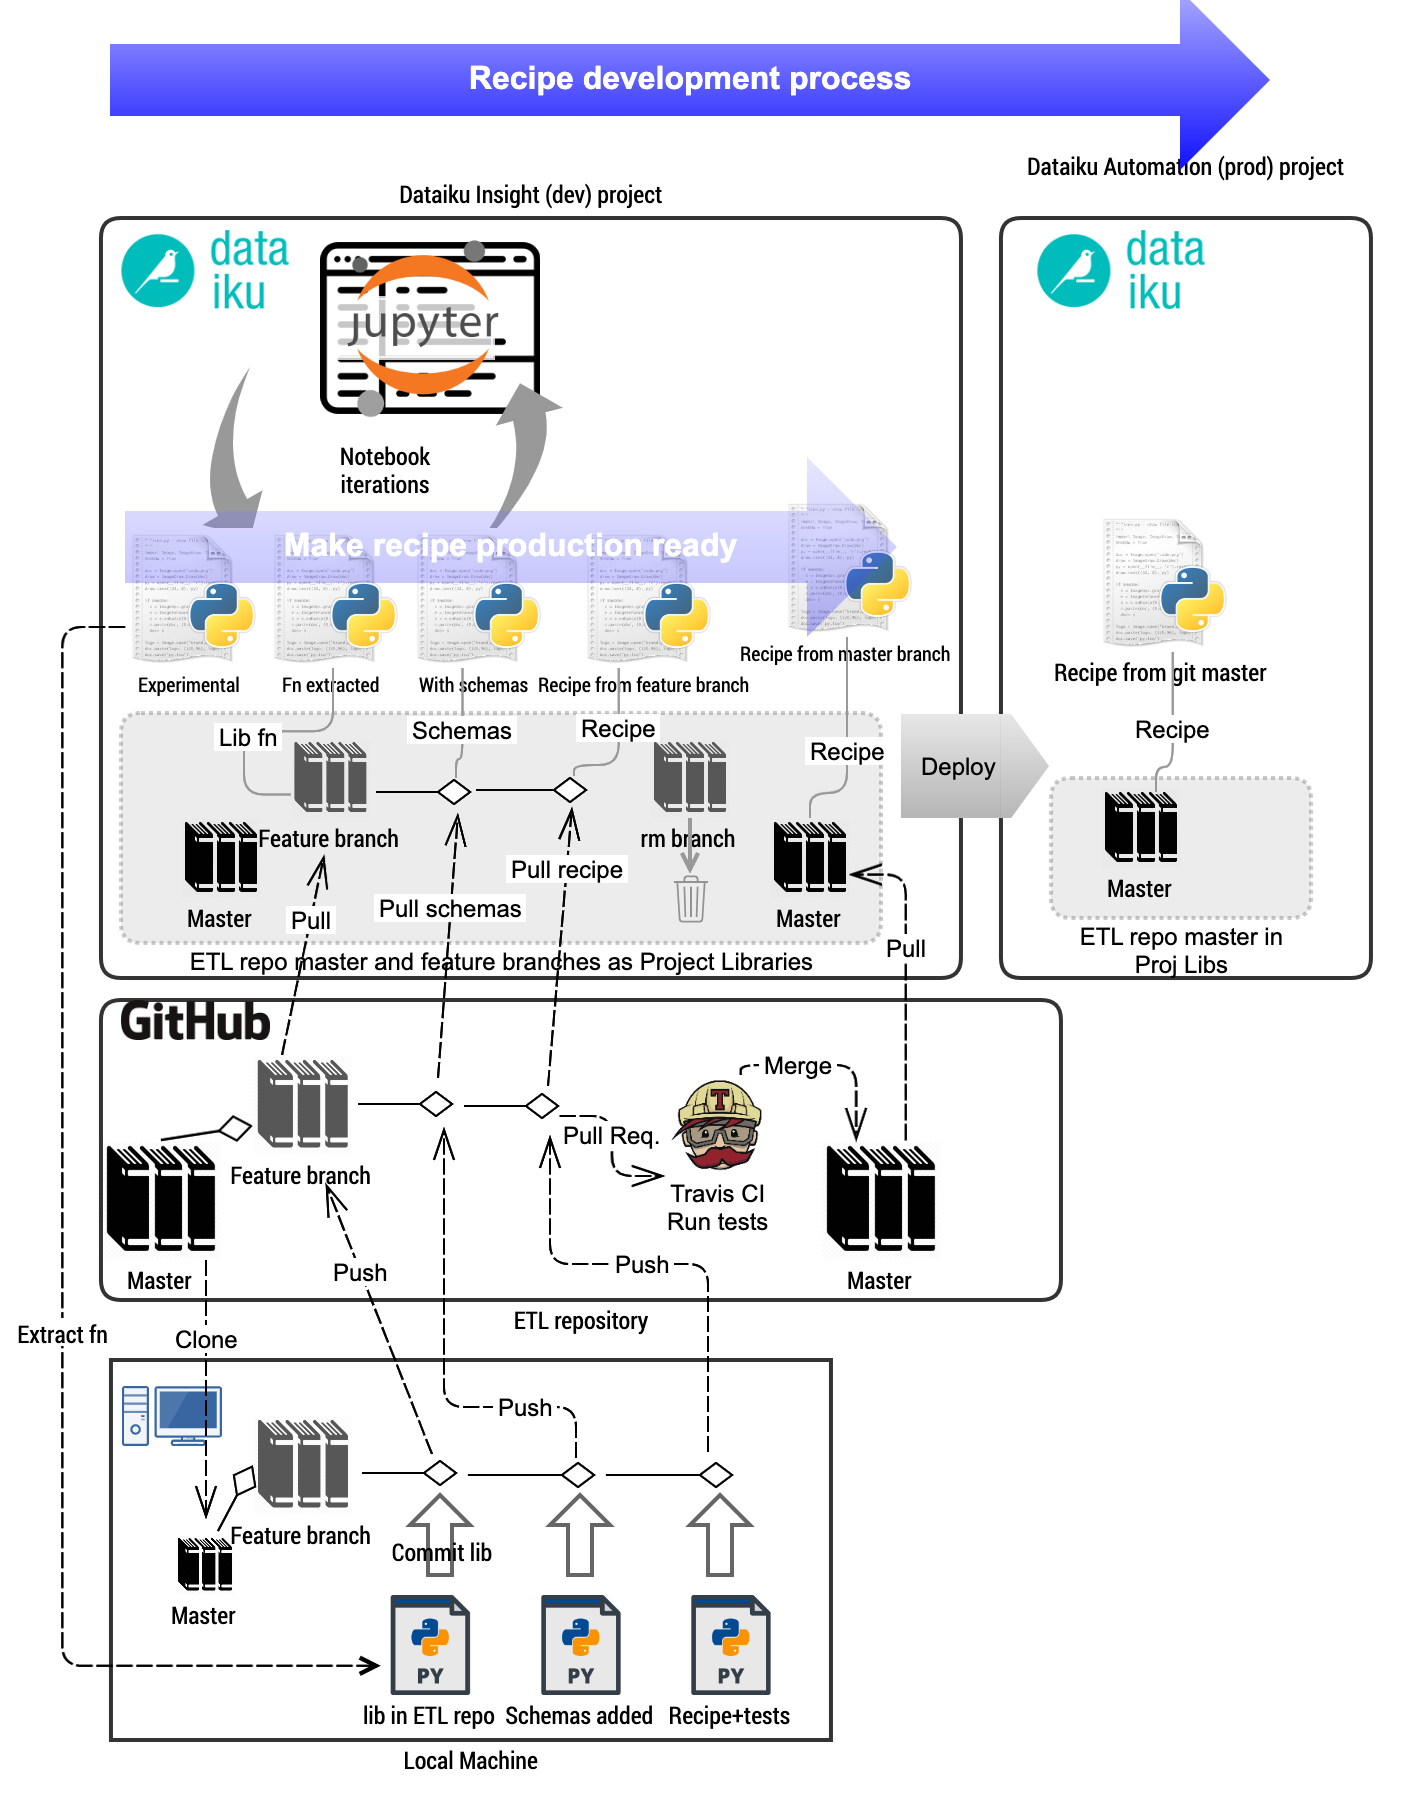 Recipe development process
Dataiku Automation (prod) project
Dataiku Insight (dev) project
data
iku
jupyter
data
iku
Notebook
iterations
Make recipe production ready
Experimental
Fn extracted
With schemas
Recipe from feature branch
Recipe from master branch
Recipe from git master
Lib fn
Schemas
Recipe
Recipe
Recipe
Deploy
Feature branch
rm branch
Pull recipe
Master
Pull
Pull schemas
Master
Master
ETL repo master and feature branches as Project Libraries
Pull
ETL repo master in
Proj Libs
GitHub
Merge
T
Pull Req.
Feature branch
Travis CI
Run tests
Master
Push
Push
Master
ETL repository
Extract fn
Clone
Push
Feature branch
Commit lib
Master
PY
PY
PY
lib in ETL repo
Schemas added
Recipe+tests
Local Machine